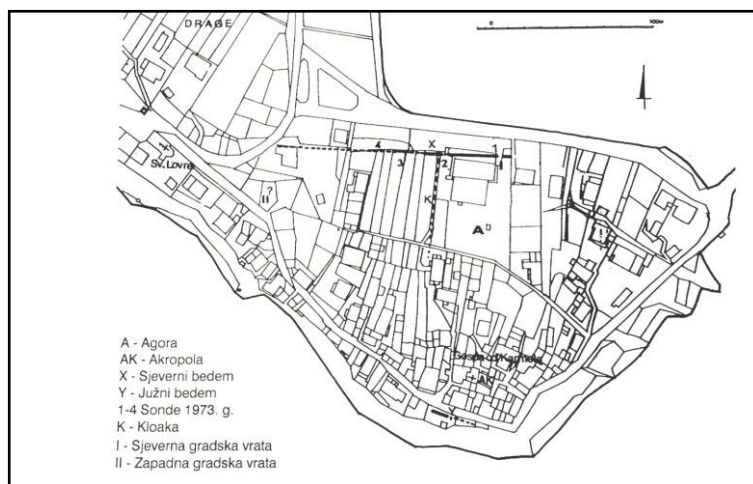 DRAGE
0 100m
X 1
4
Sv. Lovre
3 2
II ?
K
A
Gospa od Karmela
AK
Y
A - Agora
AK - Akropola
X - Sjeverni bedem
Y - Južni bedem
1-4 Sonde 1973. g.
K - Kloaka
I - Sjeverna gradska vrata
II - Zapadna gradska vrata